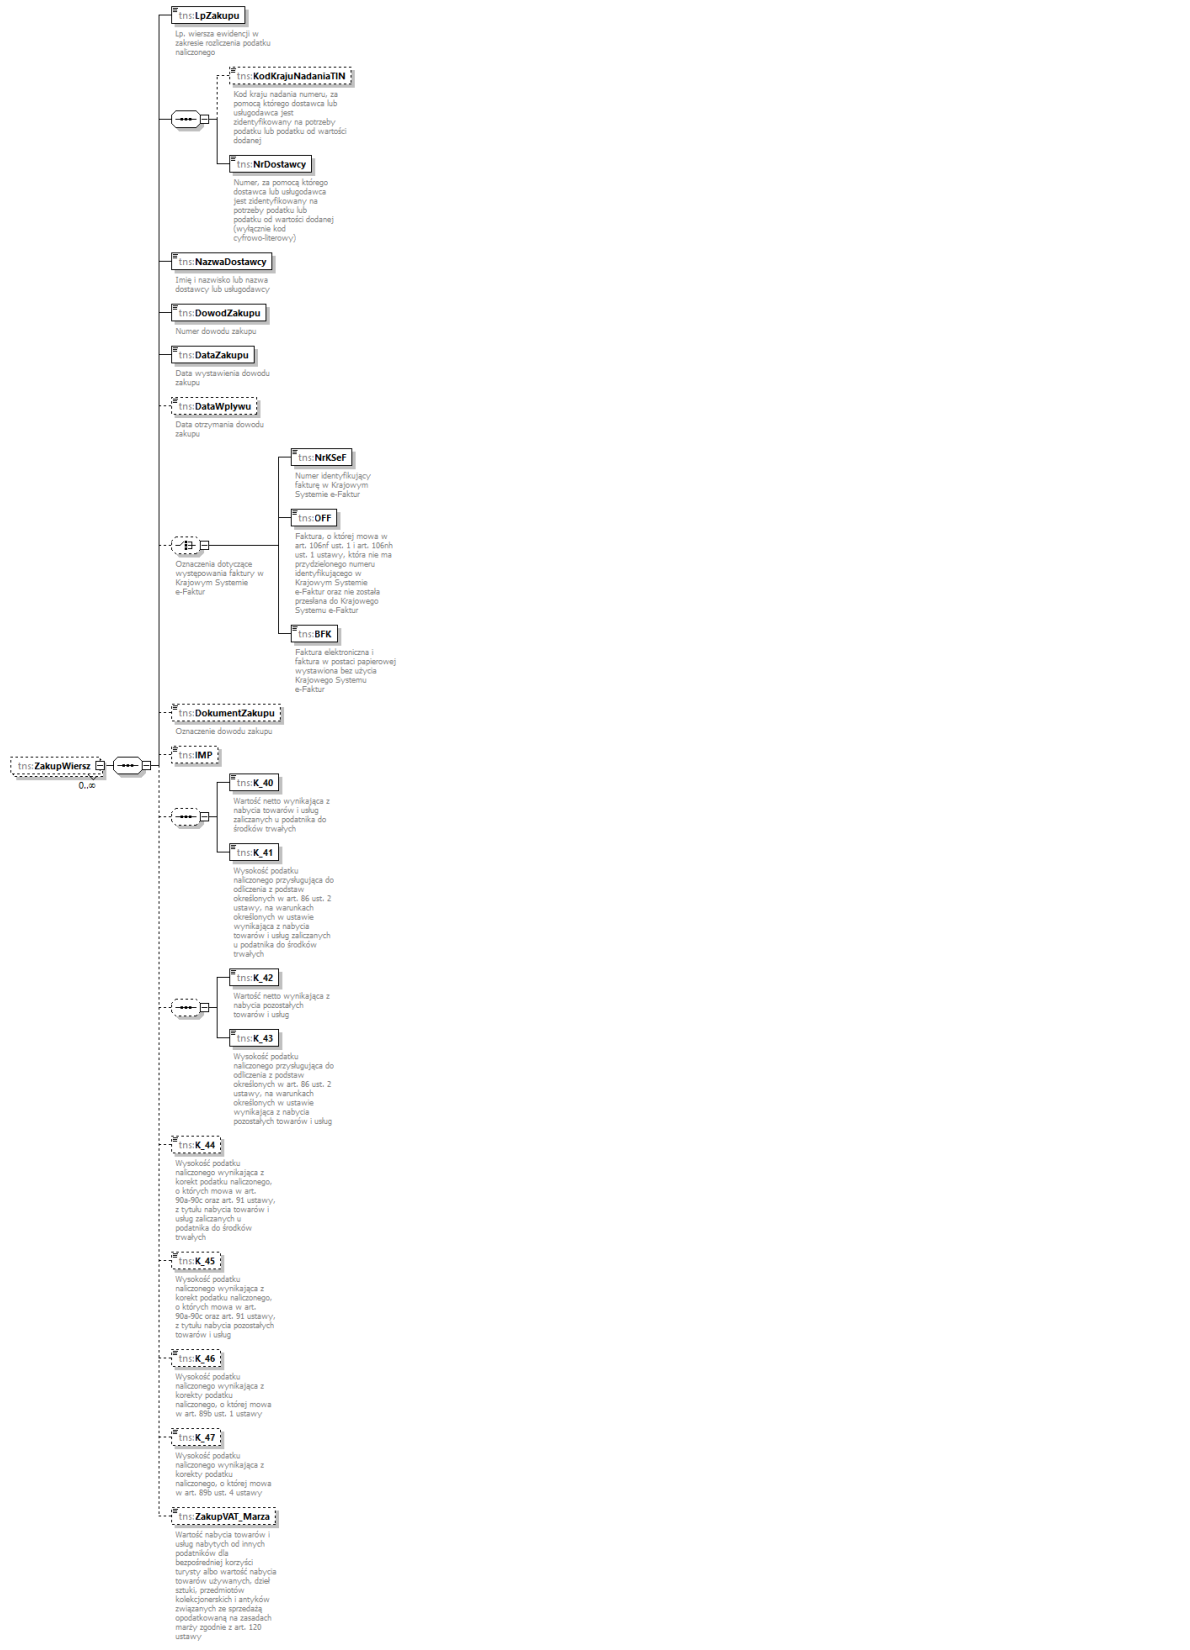 tns:LpZakupu
Lp. wiersza ewidencji w
zakresie rozliczenia podatku
naliczonego
tns:KodKrajuNadaniaTIN
Kod kraju nadania numeru, za
pomocą którego dostawca lub
usługodawca jest
zidentyfikowany na potrzeby
podatku lub podatku od wartości
dodanej
tns:NrDostawcy
Numer, za pomocą którego
dostawca lub usługodawca
jest zidentyfikowany na
potrzeby podatku lub
podatku od wartości dodanej
(wyłącznie kod
cyfrowo-literowy)
tns:NazwaDostawcy
Imię i nazwisko lub nazwa
dostawcy lub usługodawcy
tns:DowodZakupu
Numer dowodu zakupu
tns:DataZakupu
Data wystawienia dowodu
zakupu
tns:DataWplywu
Data otrzymania dowodu
zakupu
tns:NrKSeF
Numer identyfikujący
fakturę w Krajowym
Systemie e-Faktur
tns:OFF
Faktura, o której mowa w
art. 106nf ust. 1 i art. 106nh
ust. 1 ustawy, która nie ma
przydzielonego numeru
identyfikującego w
Krajowym Systemie
e-Faktur oraz nie została
przesłana do Krajowego
Systemu e-Faktur
Oznaczenia dotyczące
występowania faktury w
Krajowym Systemie
e-Faktur
tns:BFK
Faktura elektroniczna i
faktura w postaci papierowej
wystawiona bez użycia
Krajowego Systemu
e-Faktur
tns:DokumentZakupu
Oznaczenie dowodu zakupu
tns:IMP
tns:ZakupWiersz
0..∞
tns:K_40
Wartość netto wynikająca z
nabycia towarów i usług
zaliczanych u podatnika do
środków trwałych
tns:K_41
Wysokość podatku
naliczonego przysługująca do
odliczenia z podstaw
określonych w art. 86 ust. 2
ustawy, na warunkach
określonych w ustawie
wynikająca z nabycia
towarów i usług zaliczanych
u podatnika do środków
trwałych
tns:K_42
Wartość netto wynikająca z
nabycia pozostałych
towarów i usług
tns:K_43
Wysokość podatku
naliczonego przysługująca do
odliczenia z podstaw
określonych w art. 86 ust. 2
ustawy, na warunkach
określonych w ustawie
wynikająca z nabycia
pozostałych towarów i usług
tns:K_44
Wysokość podatku
naliczonego wynikająca z
korekt podatku naliczonego,
o których mowa w art.
90a-90c oraz art. 91 ustawy,
z tytułu nabycia towarów i
usług zaliczanych u
podatnika do środków
trwałych
tns:K_45
Wysokość podatku
naliczonego wynikająca z
korekt podatku naliczonego,
o których mowa w art.
90a-90c oraz art. 91 ustawy,
z tytułu nabycia pozostałych
towarów i usług
tns:K_46
Wysokość podatku
naliczonego wynikająca z
korekty podatku
naliczonego, o której mowa
w art. 89b ust. 1 ustawy
tns:K_47
Wysokość podatku
naliczonego wynikająca z
korekty podatku
naliczonego, o której mowa
w art. 89b ust. 4 ustawy
tns:ZakupVAT_Marza
Wartość nabycia towarów i
usług nabytych od innych
podatników dla
bezpośredniej korzyści
turysty albo wartość nabycia
towarów używanych, dzieł
sztuki, przedmiotów
kolekcjonerskich i antyków
związanych ze sprzedażą
opodatkowaną na zasadach
marży zgodnie z art. 120
ustawy